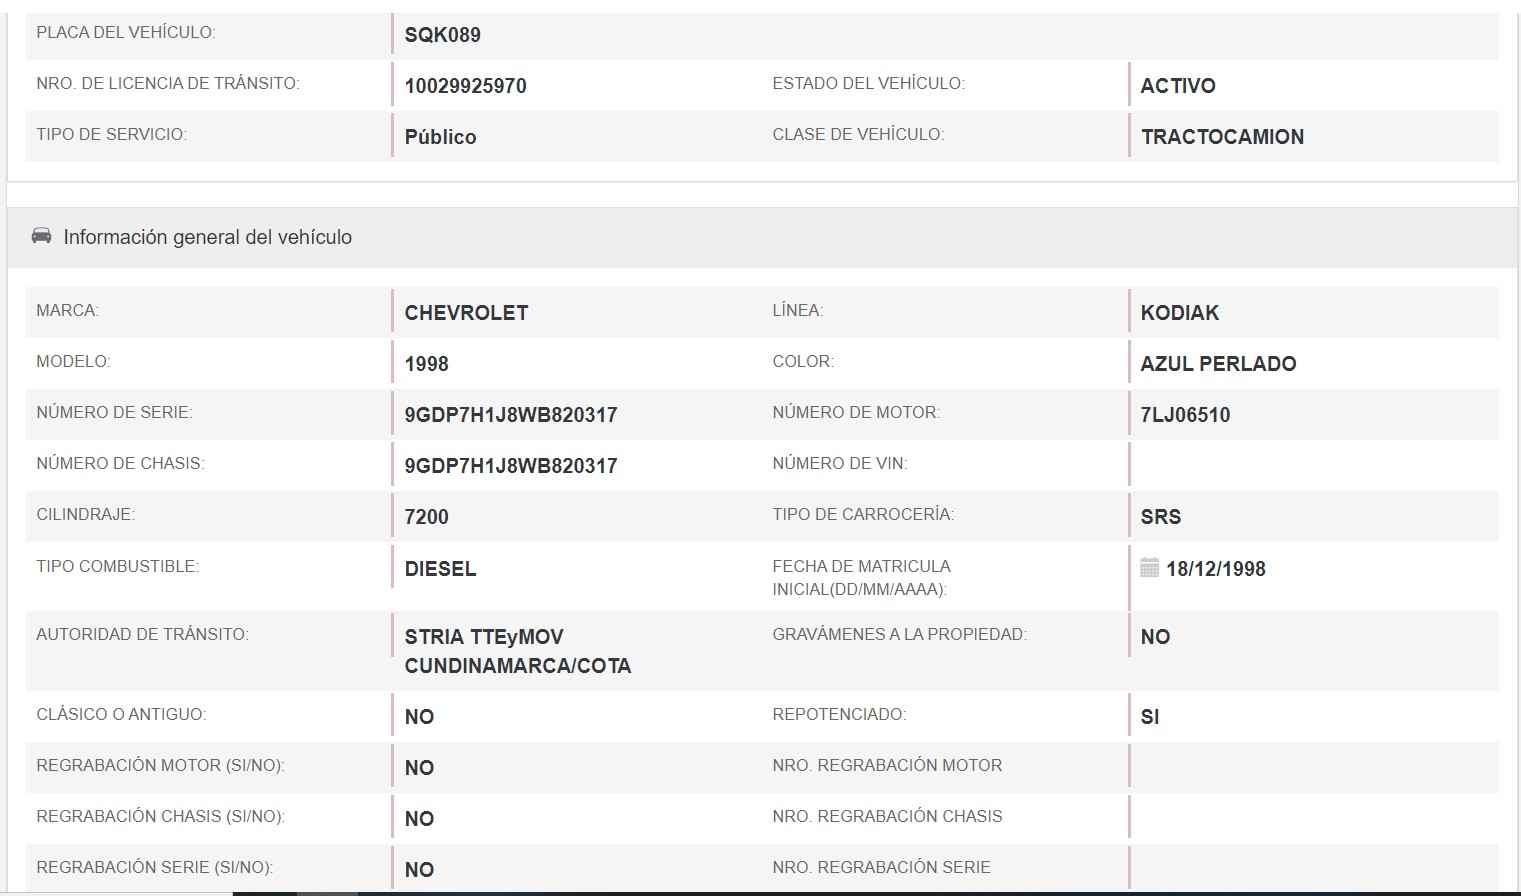 PLACA DEL VEHÍCULO: SQK089
NRO. DE LICENCIA DE TRÁNSITO: 10029925970 ESTADO DEL VEHÍCULO: ACTIVO
TIPO DE SERVICIO: Público CLASE DE VEHÍCULO: TRACTOCAMION
Información general del vehículo
MARCA: CHEVROLET LÍNEA: KODIAK
MODELO: 1998 COLOR: AZUL PERLADO
NÚMERO DE SERIE: 9GDP7H1J8WB820317 NÚMERO DE MOTOR: 7LJ06510
NÚMERO DE CHASIS: 9GDP7H1J8WB820317 NÚMERO DE VIN:
CILINDRAJE: 7200 TIPO DE CARROCERÍA: SRS
TIPO COMBUSTIBLE: DIESEL FECHA DE MATRICULA 18/12/1998
INICIAL(DD/MM/AAAA):
AUTORIDAD DE TRÁNSITO: STRIA TTEyMOV GRAVÁMENES A LA PROPIEDAD: NO
CUNDINAMARCA/COTA
CLÁSICO O ANTIGUO: NO REPOTENCIADO: SI
REGRABACIÓN MOTOR (SI/NO): NO NRO. REGRABACIÓN MOTOR
REGRABACIÓN CHASIS (SI/NO): NO NRO. REGRABACIÓN CHASIS
REGRABACIÓN SERIE (SI/NO): NO NRO. REGRABACIÓN SERIE